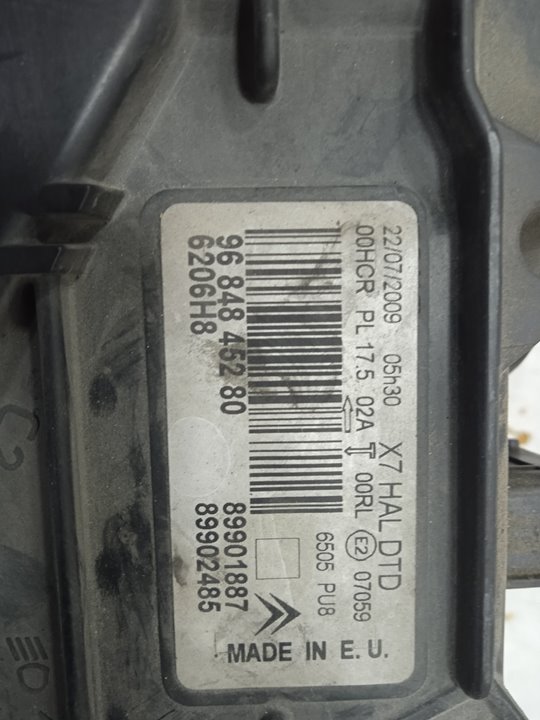 22/07/2009 05h30 X7 HAL DTD
00HCR PL 17.5 02A 00RL E2 07059
6505 PU8
96 848 452 80 89901887
6206H8 89902485
MADE IN E. U.